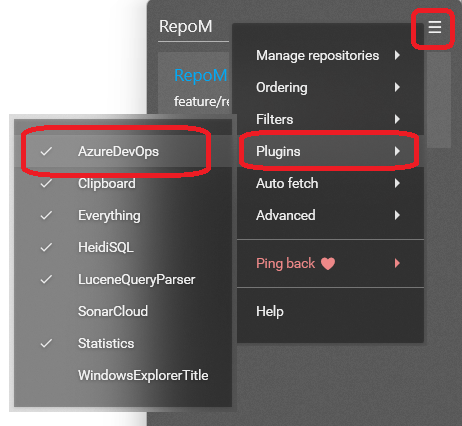 RepoM
☰
RepoM
feature/re
Manage repositories
Ordering
Filters
Plugins
Auto fetch
Advanced
Ping back ♥
Help
AzureDevOps
Clipboard
Everything
HeidiSQL
LuceneQueryParser
SonarCloud
Statistics
WindowsExplorerTitle